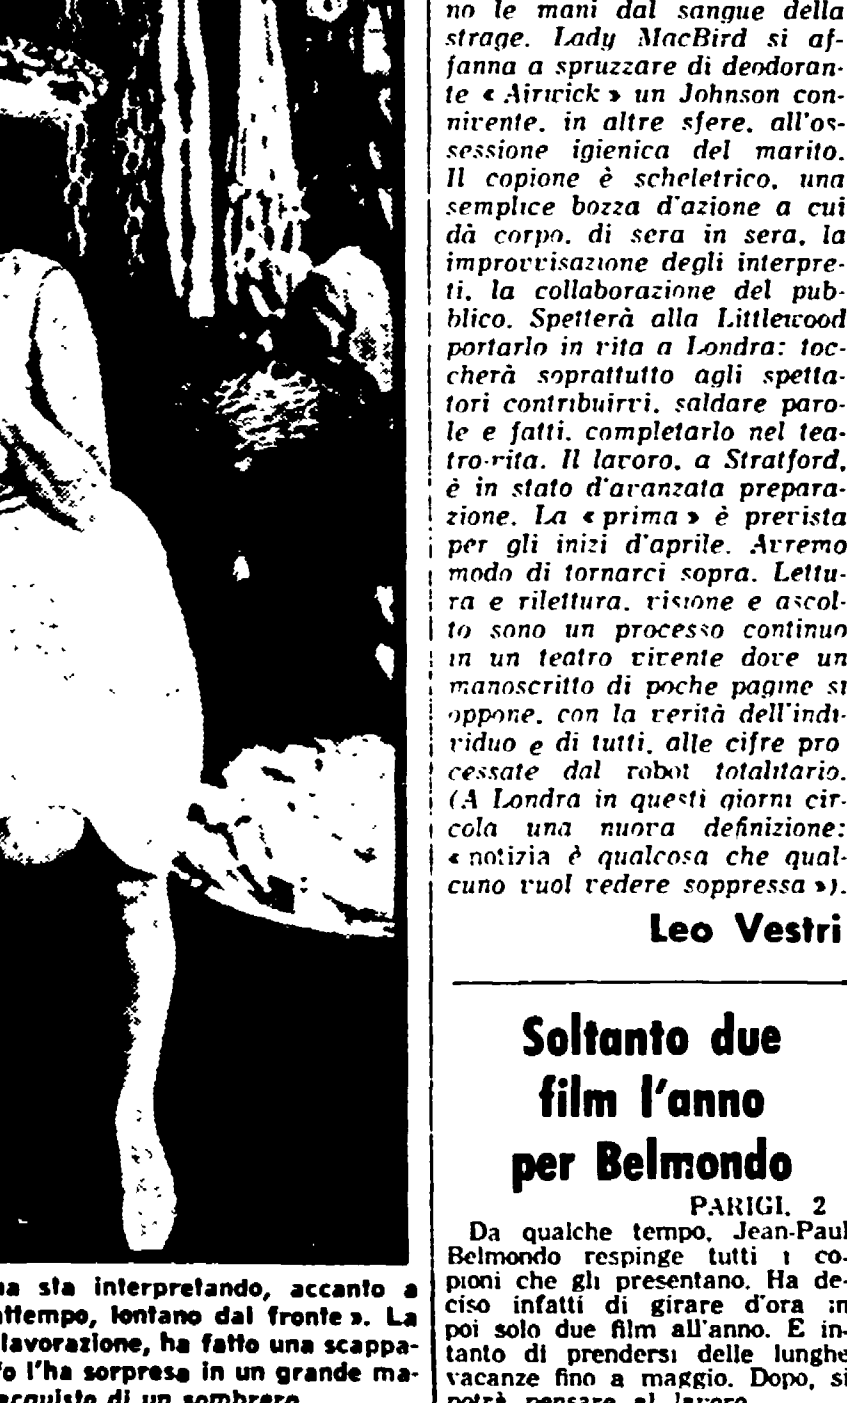 no le mani dal sangue della
strage. Lady MacBird si af-
fanna a spruzzare di deodoran-
te « Airwick » un Johnson con-
nivente. in altre sfere. all'os-
sessione igienica del marito.
Il copione è scheletrico, una
semplice bozza d'azione a cui
dà corpo. di sera in sera, la
improvvisazione degli interpre-
ti. la collaborazione del pub-
blico. Spetterà alla Littlewood
portarlo in vita a Londra: toc-
cherà soprattutto agli spetta-
tori contribuirvi. saldare paro-
le e fatti. completarlo nel tea-
tro-vita. Il lavoro. a Stratford,
è in stato d'avanzata prepara-
zione. La « prima » è prevista
per gli inizi d'aprile. Avremo
modo di tornarci sopra. Lettu-
ra e rilettura. visione e ascol-
to sono un processo continuo
in un teatro vivente dove un
manoscritto di poche pagine si
oppone. con la verità dell'indi-
viduo e di tutti. alle cifre pro
cessate dal robot totalitario.
(A Londra in questi giorni cir-
cola una nuova definizione:
« notizia è qualcosa che qual-
cuno vuol vedere soppressa »).
Leo Vestri
Soltanto due
film l'anno
per Belmondo
PARIGI. 2
Da qualche tempo, Jean-Paul
Belmondo respinge tutti i co-
pioni che gli presentano. Ha de-
ciso infatti di girare d'ora in
poi solo due film all'anno. E in-
tanto di prendersi delle lunghe
vacanze fino a maggio. Dopo, si
potrà pensare al lavoro.
na sta interpretando, accanto a
attempo, lontano dal fronte ». La
lavorazione, ha fatto una scappa-
o l'ha sorpresa in un grande ma-
acquisto di un sombrero